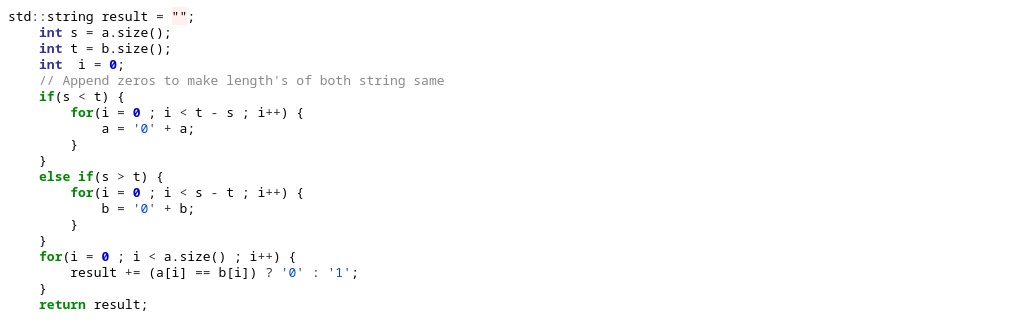 std::string result = "";
    int s = a.size();
    int t = b.size();
    int  i = 0;
    // Append zeros to make length's of both string same
    if(s < t) {
        for(i = 0 ; i < t - s ; i++) {
            a = '0' + a;
        }
    }
    else if(s > t) {
        for(i = 0 ; i < s - t ; i++) {
            b = '0' + b;
        }
    }
    for(i = 0 ; i < a.size() ; i++) {
        result += (a[i] == b[i]) ? '0' : '1';
    }
    return result;